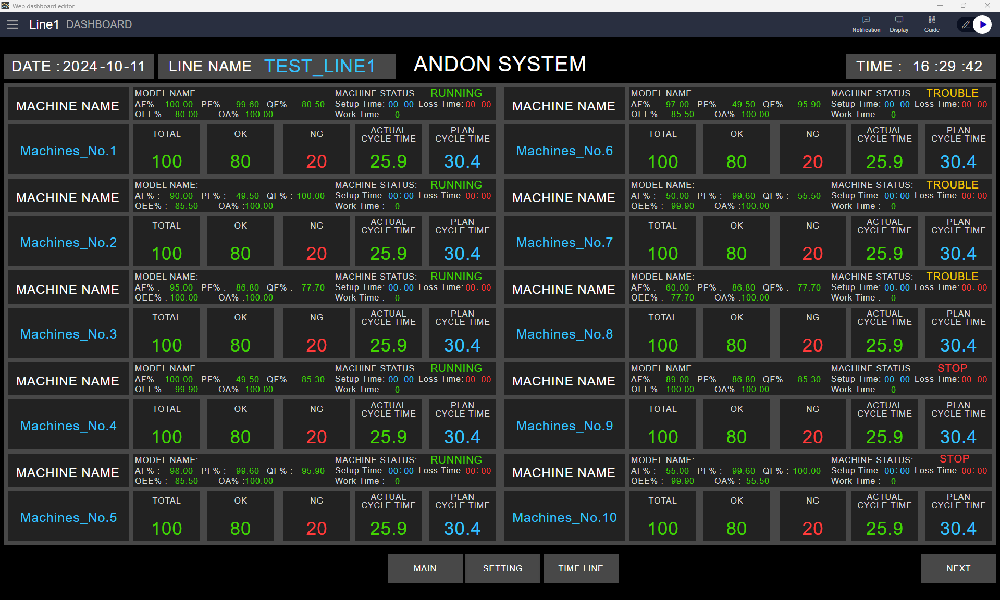 Web dashboard editor
Line1 DASHBOARD
Notification Display Guide
DATE :2024-10-11 LINE NAME TEST_LINE1 ANDON SYSTEM TIME : 16 :29 :42
MACHINE NAME
MODEL NAME: MACHINE STATUS: RUNNING
AF% : 100.00 PF% : 99.60 QF% : 80.50 Setup Time: 00: 00 Loss Time: 00: 00
OEE% : 80.00 OA% :100.00 Work Time : 0
Machines_No.1
TOTAL OK NG ACTUAL CYCLE TIME PLAN CYCLE TIME
100 80 20 25.9 30.4
MACHINE NAME
MODEL NAME: MACHINE STATUS: RUNNING
AF% : 90.00 PF% : 49.50 QF% : 100.00 Setup Time: 00: 00 Loss Time: 00: 00
OEE% : 85.50 OA% :100.00 Work Time : 0
Machines_No.2
TOTAL OK NG ACTUAL CYCLE TIME PLAN CYCLE TIME
100 80 20 25.9 30.4
MACHINE NAME
MODEL NAME: MACHINE STATUS: RUNNING
AF% : 95.00 PF% : 86.80 QF% : 77.70 Setup Time: 00: 00 Loss Time: 00: 00
OEE% : 100.00 OA% :100.00 Work Time : 0
Machines_No.3
TOTAL OK NG ACTUAL CYCLE TIME PLAN CYCLE TIME
100 80 20 25.9 30.4
MACHINE NAME
MODEL NAME: MACHINE STATUS: RUNNING
AF% : 100.00 PF% : 49.50 QF% : 85.30 Setup Time: 00: 00 Loss Time: 00: 00
OEE% : 99.90 OA% :100.00 Work Time : 0
Machines_No.4
TOTAL OK NG ACTUAL CYCLE TIME PLAN CYCLE TIME
100 80 20 25.9 30.4
MACHINE NAME
MODEL NAME: MACHINE STATUS: RUNNING
AF% : 98.00 PF% : 99.60 QF% : 95.90 Setup Time: 00: 00 Loss Time: 00: 00
OEE% : 85.50 OA% :100.00 Work Time : 0
Machines_No.5
TOTAL OK NG ACTUAL CYCLE TIME PLAN CYCLE TIME
100 80 20 25.9 30.4
MACHINE NAME
MODEL NAME: MACHINE STATUS: TROUBLE
AF% : 97.00 PF% : 49.50 QF% : 95.90 Setup Time: 00: 00 Loss Time: 00: 00
OEE% : 85.50 OA% :100.00 Work Time : 0
Machines_No.6
TOTAL OK NG ACTUAL CYCLE TIME PLAN CYCLE TIME
100 80 20 25.9 30.4
MACHINE NAME
MODEL NAME: MACHINE STATUS: TROUBLE
AF% : 50.00 PF% : 99.60 QF% : 55.50 Setup Time: 00: 00 Loss Time: 00: 00
OEE% : 99.90 OA% :100.00 Work Time : 0
Machines_No.7
TOTAL OK NG ACTUAL CYCLE TIME PLAN CYCLE TIME
100 80 20 25.9 30.4
MACHINE NAME
MODEL NAME: MACHINE STATUS: TROUBLE
AF% : 60.00 PF% : 86.80 QF% : 77.70 Setup Time: 00: 00 Loss Time: 00: 00
OEE% : 77.70 OA% :100.00 Work Time : 0
Machines_No.8
TOTAL OK NG ACTUAL CYCLE TIME PLAN CYCLE TIME
100 80 20 25.9 30.4
MACHINE NAME
MODEL NAME: MACHINE STATUS: STOP
AF% : 89.00 PF% : 86.80 QF% : 85.30 Setup Time: 00: 00 Loss Time: 00: 00
OEE% : 100.00 OA% :100.00 Work Time : 0
Machines_No.9
TOTAL OK NG ACTUAL CYCLE TIME PLAN CYCLE TIME
100 80 20 25.9 30.4
MACHINE NAME
MODEL NAME: MACHINE STATUS: STOP
AF% : 55.00 PF% : 99.60 QF% : 100.00 Setup Time: 00: 00 Loss Time: 00: 00
OEE% : 99.90 OA% : 55.50 Work Time : 0
Machines_No.10
TOTAL OK NG ACTUAL CYCLE TIME PLAN CYCLE TIME
100 80 20 25.9 30.4
MAIN SETTING TIME LINE NEXT